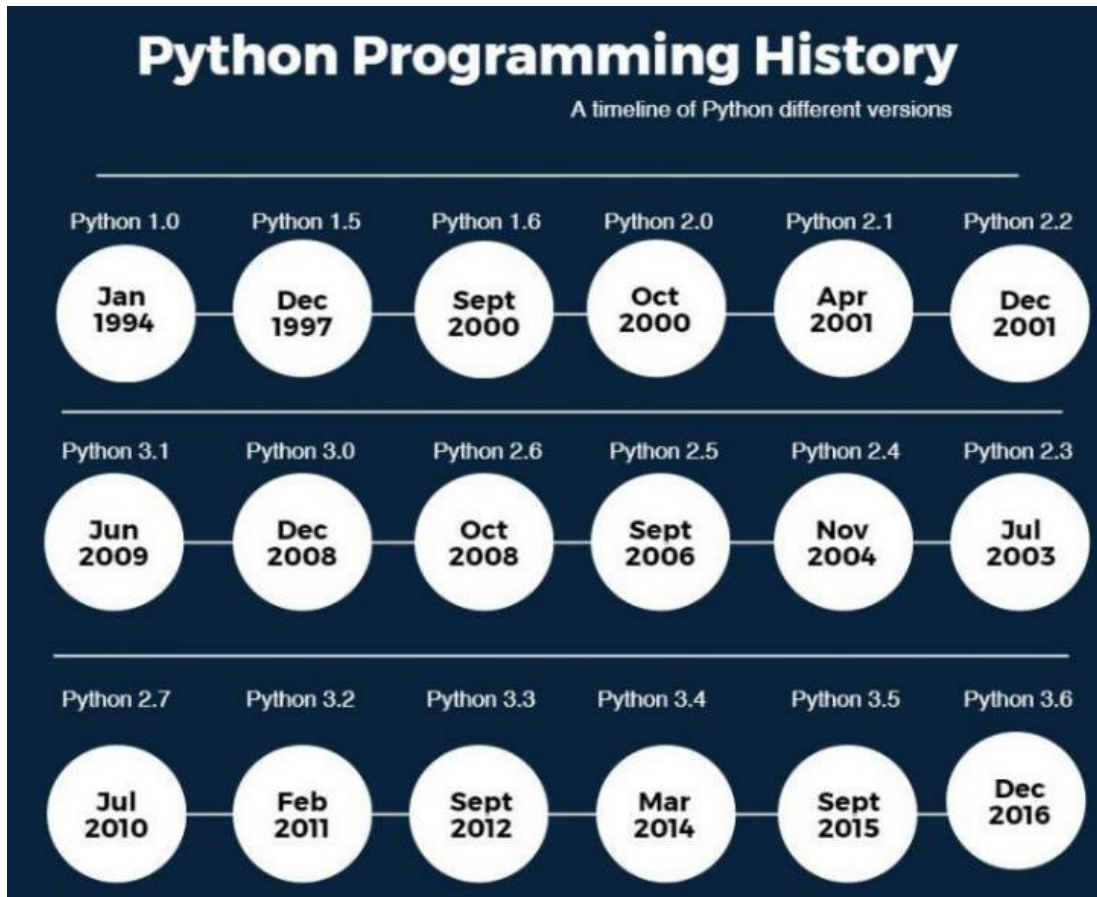 Python Programming History
A timeline of Python different versions
Python 1.0
Jan
1994
Python 1.5
Dec
1997
Python 1.6
Sept
2000
Python 2.0
Oct
2000
Python 2.1
Apr
2001
Python 2.2
Dec
2001
Python 3.1
Jun
2009
Python 3.0
Dec
2008
Python 2.6
Oct
2008
Python 2.5
Sept
2006
Python 2.4
Nov
2004
Python 2.3
Jul
2003
Python 2.7
Jul
2010
Python 3.2
Feb
2011
Python 3.3
Sept
2012
Python 3.4
Mar
2014
Python 3.5
Sept
2015
Python 3.6
Dec
2016